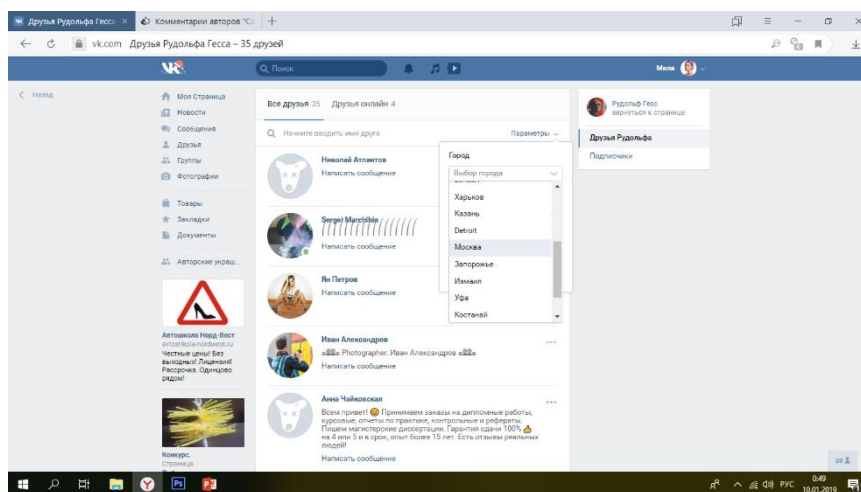 Друзья Рудольфа Гесса
Комментарии авторов "Со
vk.com Друзья Рудольфа Гесса – 35 друзей
Поиск
Мила
Назад
Моя Страница
Новости
Сообщения
Друзья
Группы
Фотографии
Товары
Закладки
Документы
Авторские украш..
Автошкола Норд-Вест
avtoshkola-nordwest.ru
Честные цены! Без
выходных! Лицензия!
Рассрочка. Одинцово
рядом!
Конкурс.
Страница
Все друзья 35 Друзья онлайн 4
Начните вводить имя друга
Параметры
Николай Атлантов
Написать сообщение
Написать сообщение
Ян Петров
Написать сообщение
Иван Александров
Photographer: Иван Александров
Написать сообщение
Анна Чайковская
Всем привет! Принимаем заказы на дипломные работы,
курсовые, отчеты по практике, контрольные и рефераты.
Пишем магистерские диссертации. Гарантия сдачи 100%
на 4 или 5 и в срок, опыт более 15 лет. Есть отзывы реальных
людей!
Написать сообщение
Город
Выбор города
Харьков
Казань
Detroit
Москва
Запорожье
Измаил
Уфа
Костанай
Рудольф Гесс
вернуться к странице
Друзья Рудольфа
Подписчики
Ps
РУС
0:49
10.01.2019